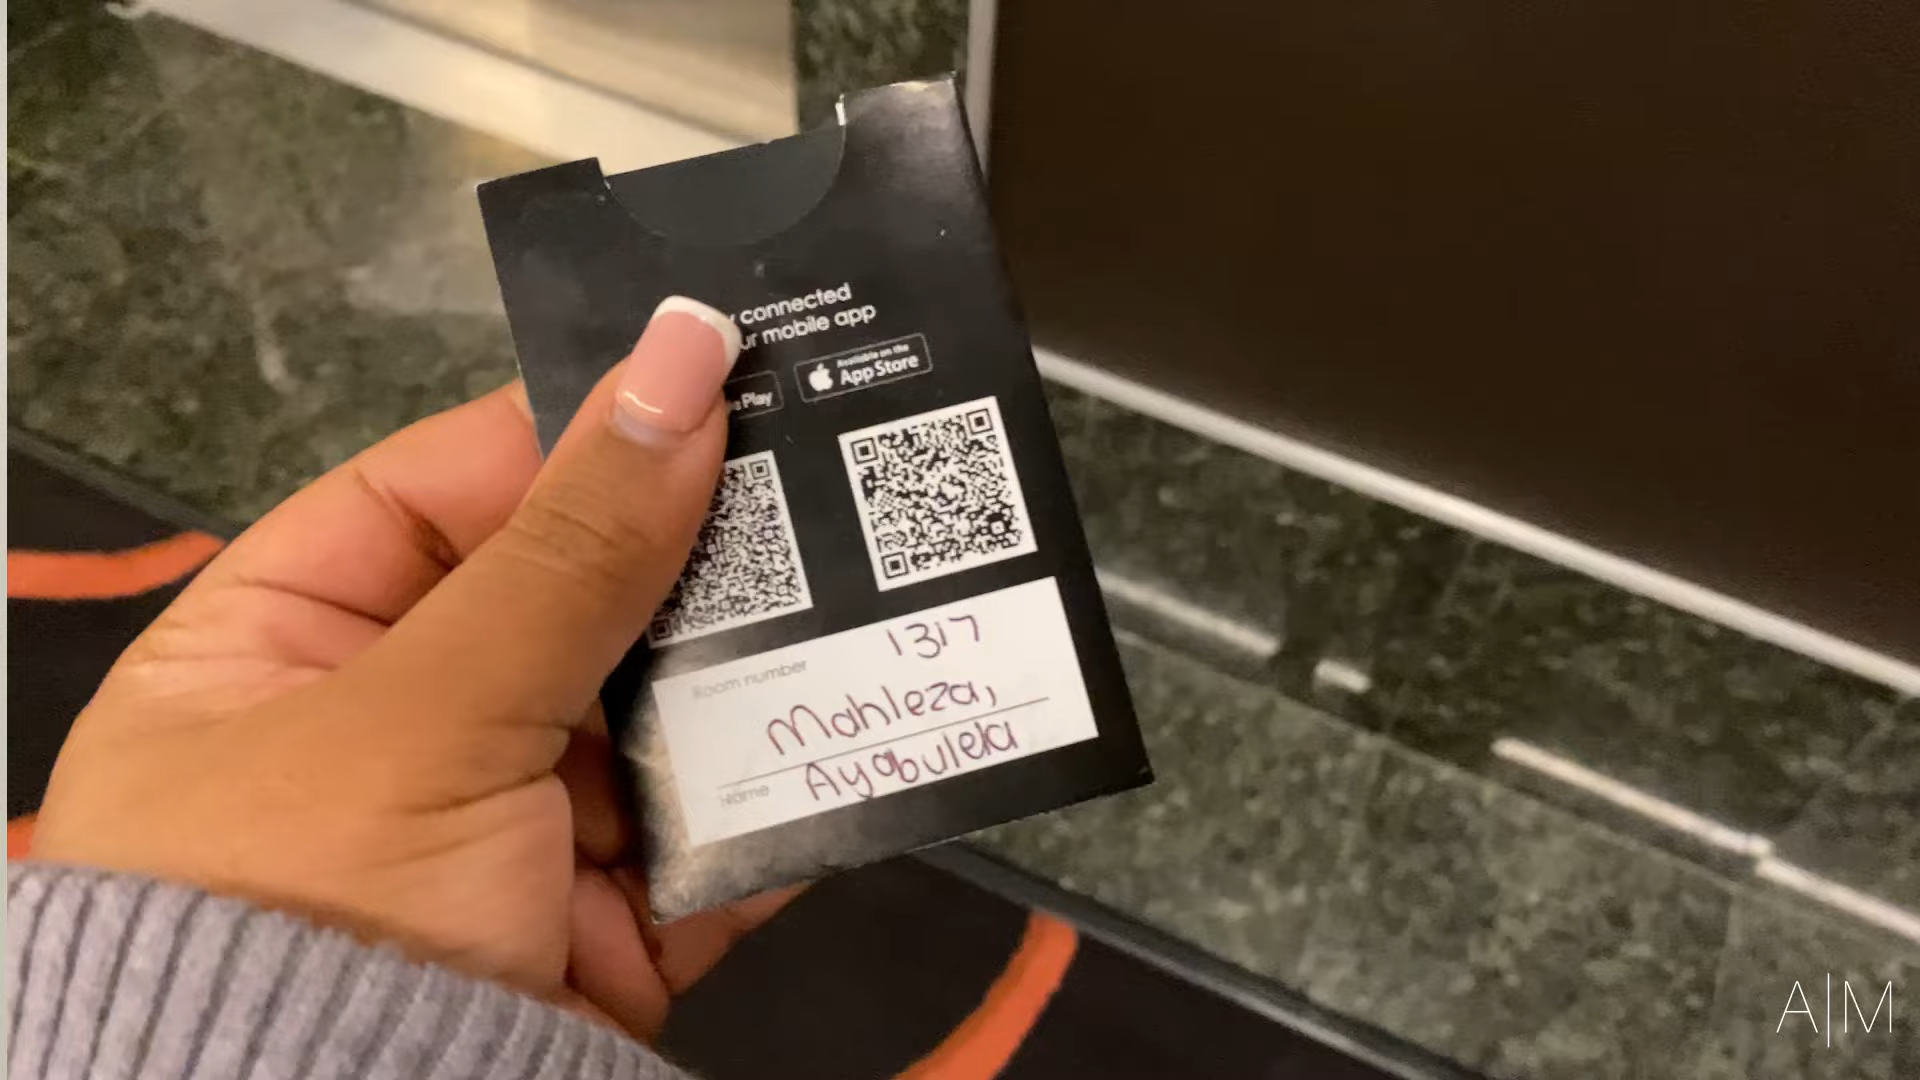 connected
mobile app
Play
Available on the
App Store
Room number 1317
Mahleza,
Name Ayabulela
A|M